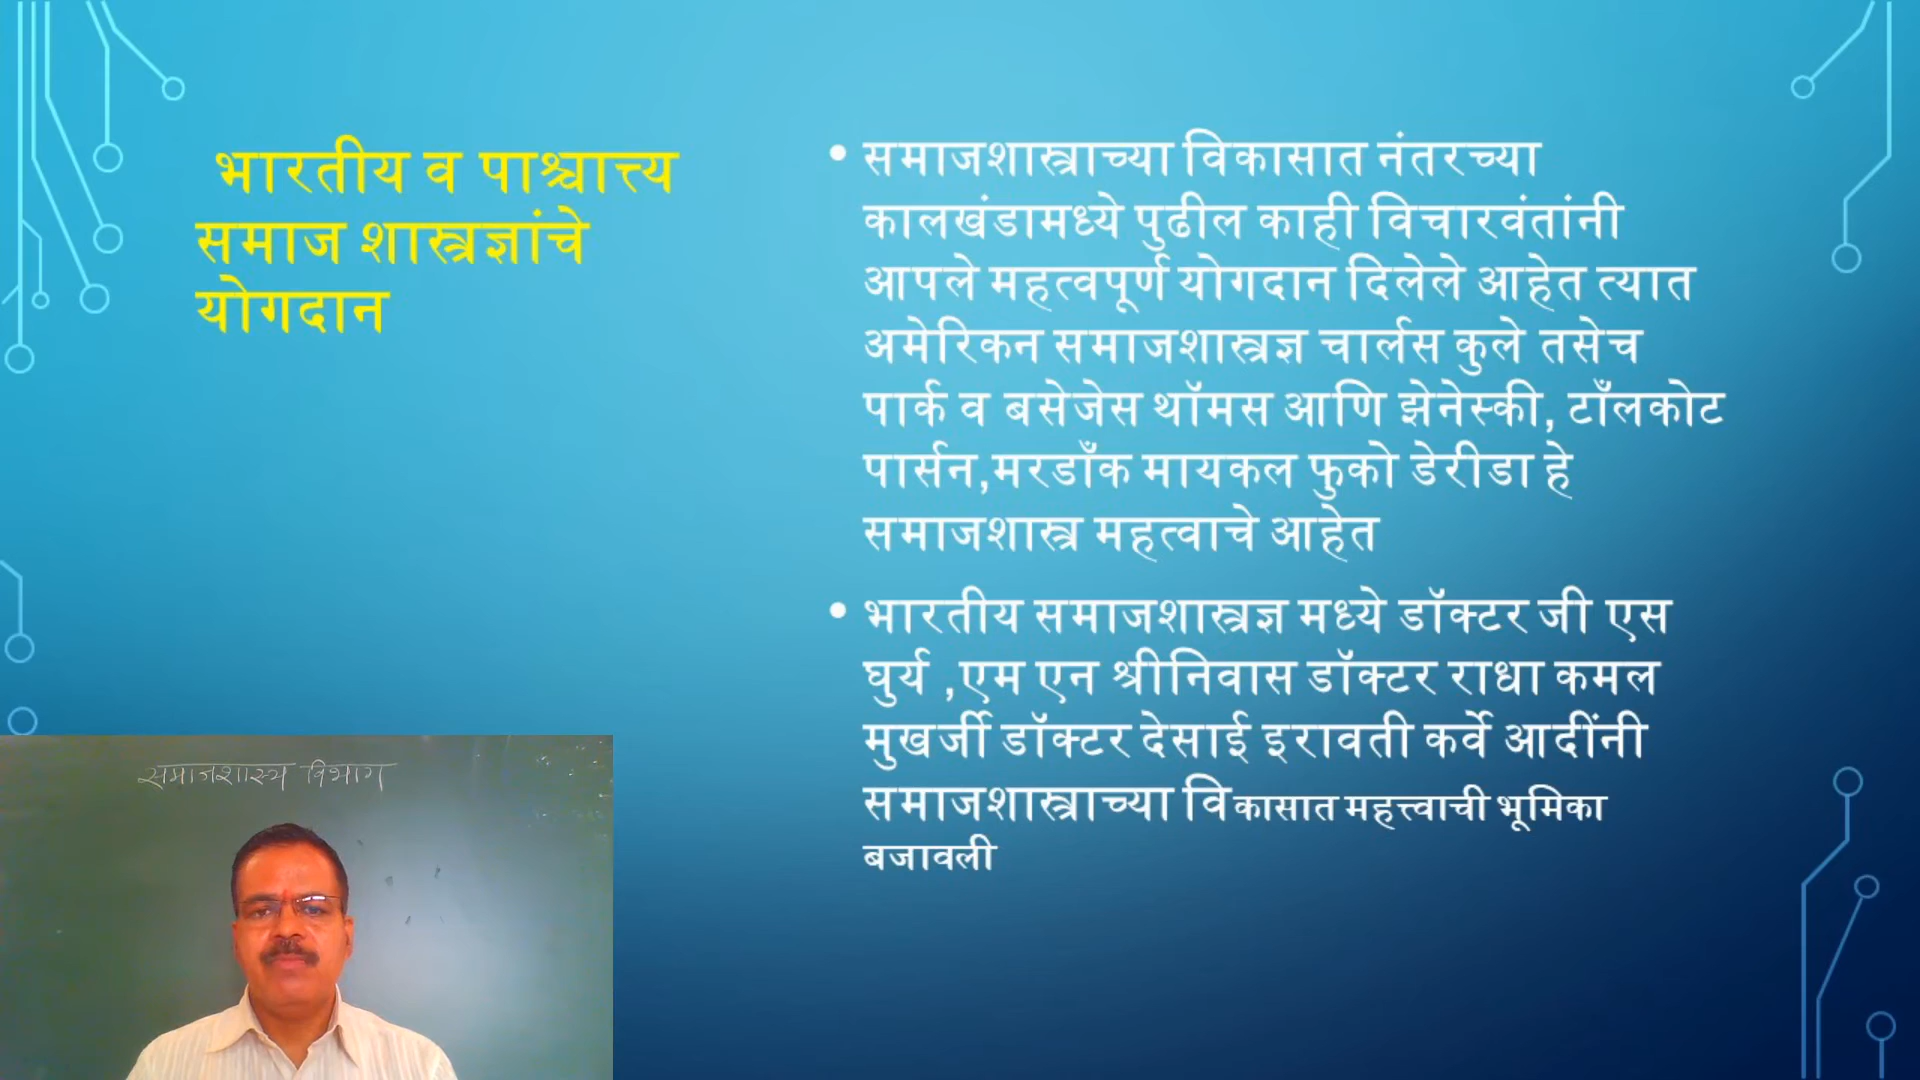 भारतीय व पाश्चात्त्य
समाज शास्त्रज्ञांचे
योगदान
• समाजशास्त्राच्या विकासात नंतरच्या
कालखंडामध्ये पुढील काही विचारवंतांनी
आपले महत्वपूर्ण योगदान दिलेले आहेत त्यात
अमेरिकन समाजशास्त्रज्ञ चार्लस कुले तसेच
पार्क व बसेजेस थॉमस आणि झेनेस्की, टाँलकोट
पार्सन,मरडाँक मायकल फुको डेरीडा हे
समाजशास्त्र महत्वाचे आहेत
• भारतीय समाजशास्त्रज्ञ मध्ये डॉक्टर जी एस
घुर्य ,एम एन श्रीनिवास डॉक्टर राधा कमल
मुखर्जी डॉक्टर देसाई इरावती कर्वे आदींनी
समाजशास्त्राच्या विकासात महत्त्वाची भूमिका
बजावली
समाजशास्त्र विभाग